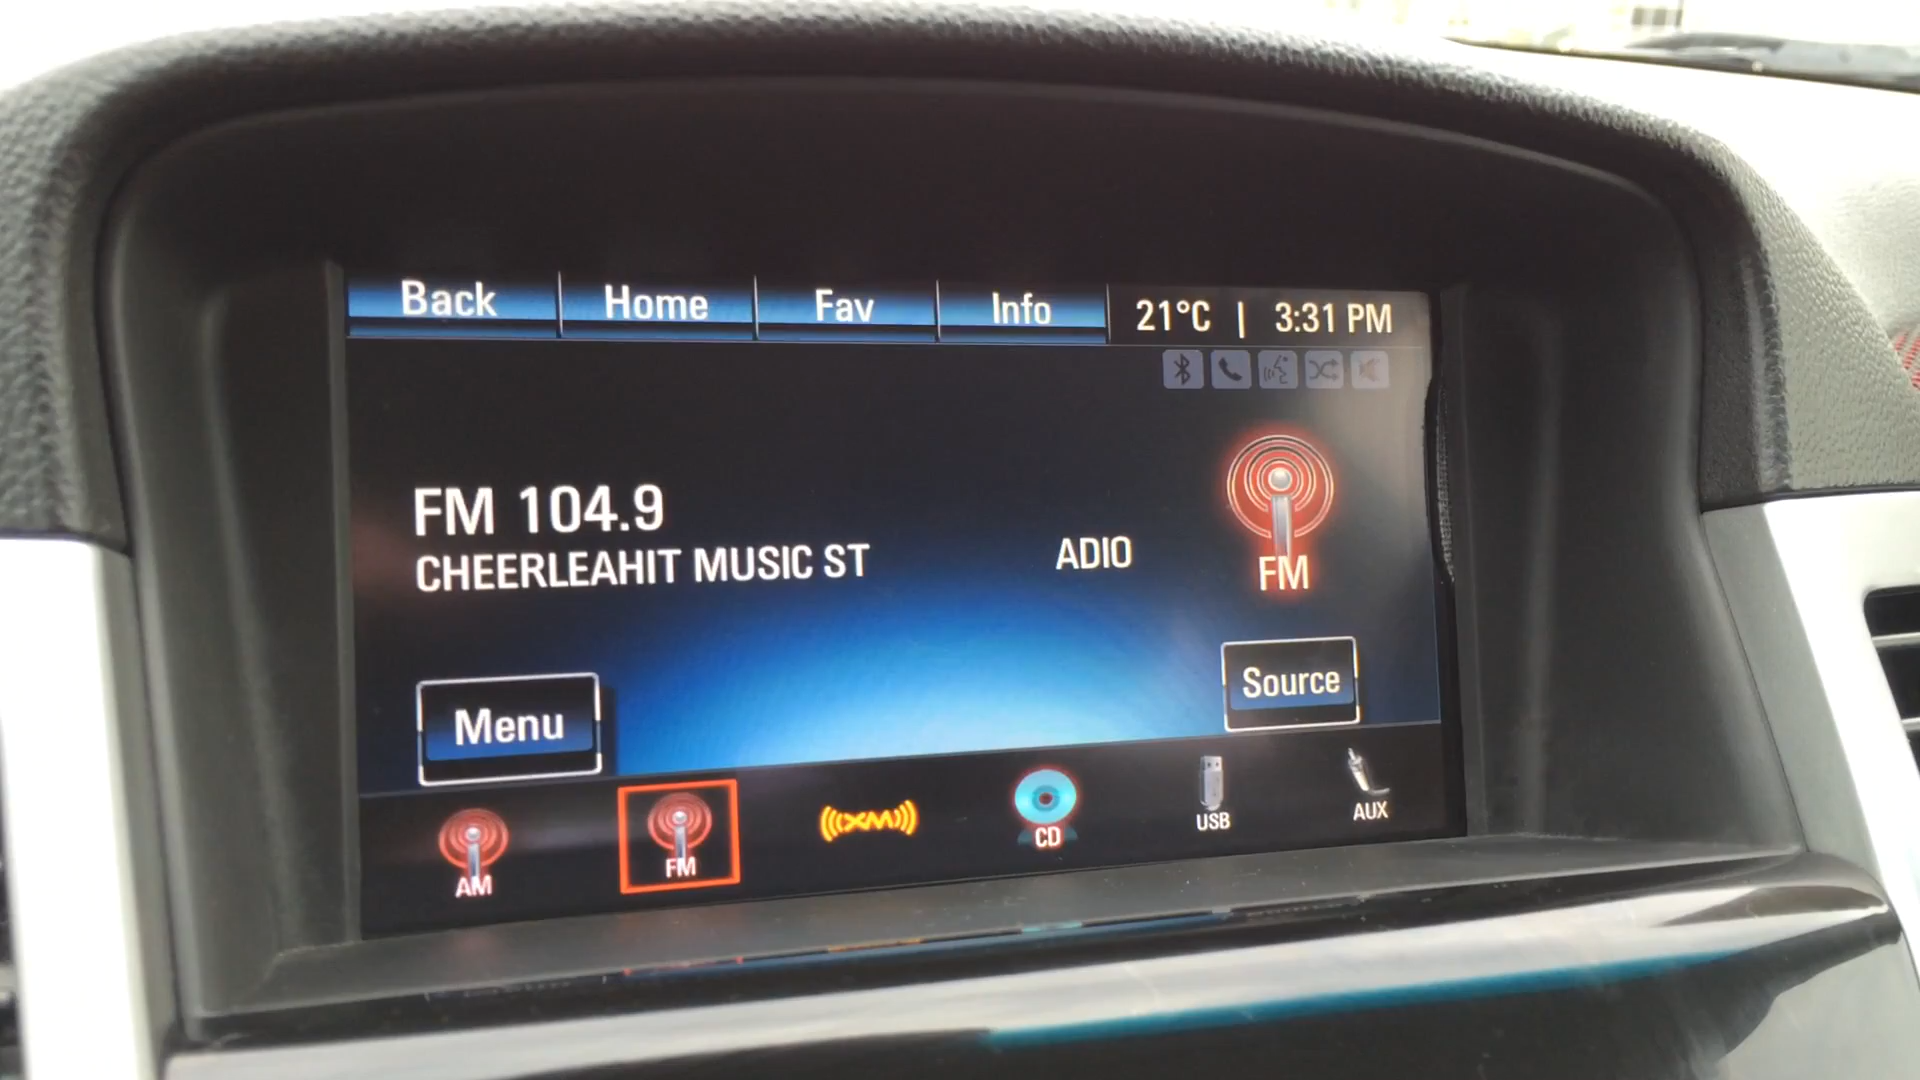 Back Home Fav Info 21°C | 3:31 PM
FM 104.9
CHEERLEAHIT MUSIC ST ADIO
FM
Menu Source
AM FM XM CD USB AUX